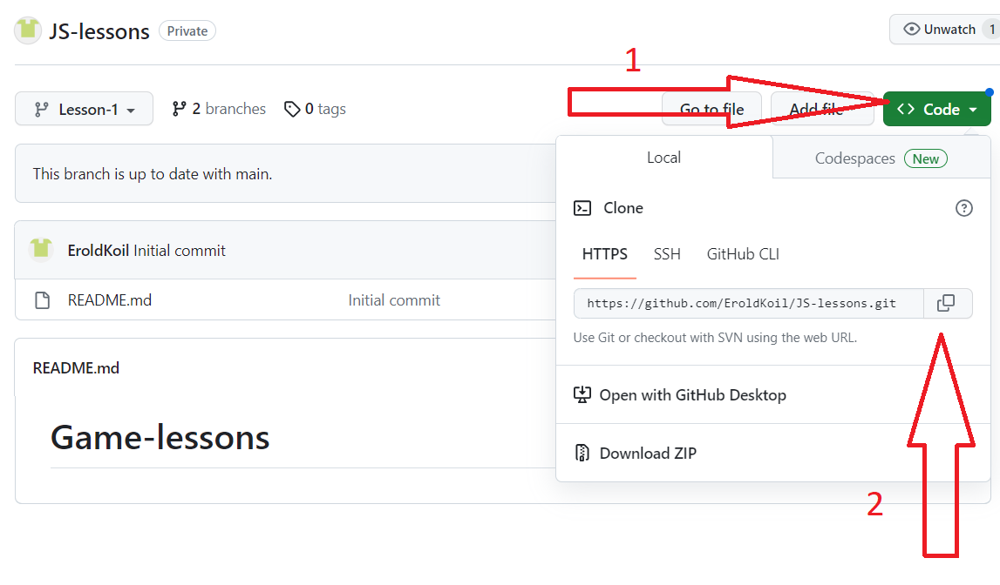 JS-lessons Private
Unwatch 1
1
Lesson-1 2 branches 0 tags
Go to file Add file Code
This branch is up to date with main.
Local Codespaces New
Clone
EroldKoil Initial commit
HTTPS SSH GitHub CLI
README.md Initial commit
https://github.com/EroldKoil/JS-lessons.git
Use Git or checkout with SVN using the web URL.
README.md
Open with GitHub Desktop
Game-lessons
Download ZIP
2